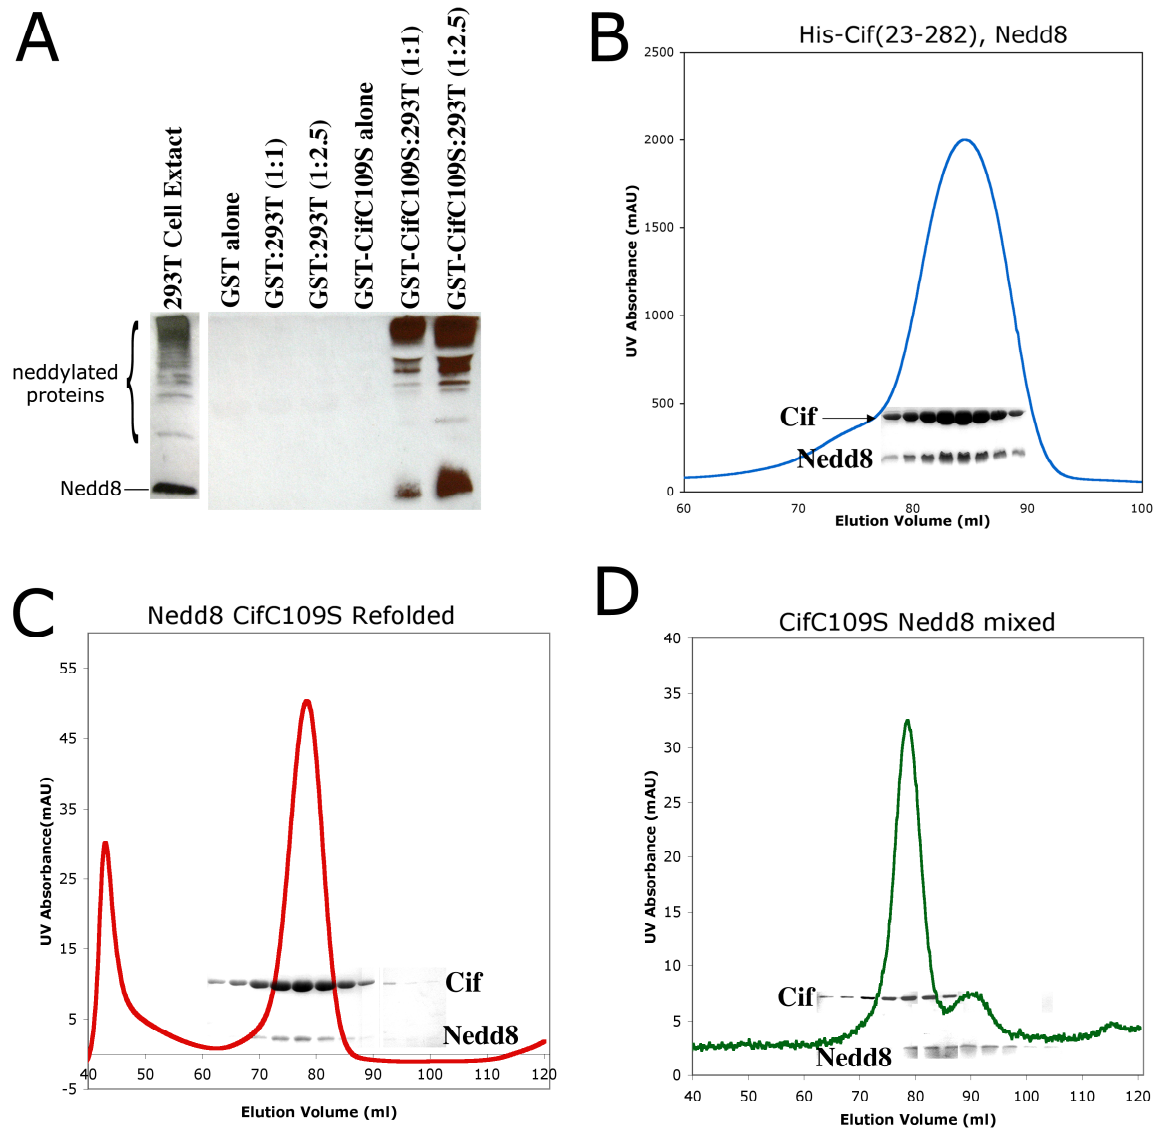 A
293T Cell Extact
GST alone
GST:293T (1:1)
GST:293T (1:2.5)
GST-CifC109S alone
GST-CifC109S:293T (1:1)
GST-CifC109S:293T (1:2.5)
neddylated
proteins
Nedd8
B
His-Cif(23-282), Nedd8
2500
2000
1500
1000
500
0
UV Absorbance (mAU)
Cif
Nedd8
60
70
80
90
100
Elution Volume (ml)
C
Nedd8 CifC109S Refolded
55
45
35
25
15
5
-5
UV Absorbance(mAU)
Cif
Nedd8
40
50
60
70
80
90
100
110
120
Elution Volume (ml)
D
CifC109S Nedd8 mixed
40
35
30
25
20
15
10
5
0
UV Absorbance (mAU)
Cif
Nedd8
40
50
60
70
80
90
100
110
120
Elution Volume (ml)